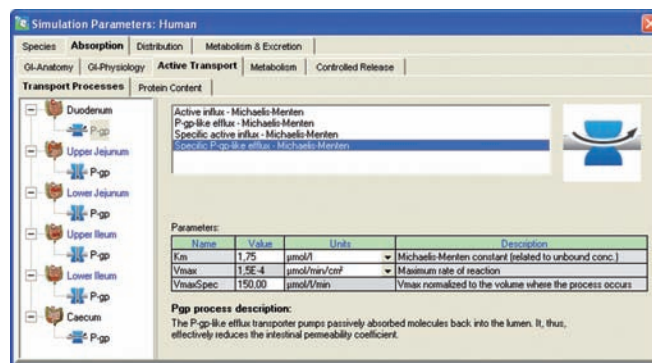 Simulation Parameters: Human
Species Absorption Distribution Metabolism & Excretion
GI-Anatomy GI-Physiology Active Transport Metabolism Controlled Release
Transport Processes Protein Content
Duodenum
P-gp
Upper Jejunum
P-gp
Lower Jejunum
P-gp
Upper Ileum
P-gp
Lower Ileum
P-gp
Caecum
P-gp
Active influx - Michaelis-Menten
P-gp-like efflux - Michaelis-Menten
Specific active influx - Michaelis-Menten
Specific P-gp-like efflux - Michaelis-Menten
Parameters:
Name Value Units Description
Km 1,75 µmol/l Michaelis-Menten constant (related to unbound conc.)
Vmax 1,5E-4 µmol/min/cm² Maximum rate of reaction
VmaxSpec 150,00 µmol/l/min Vmax normalized to the volume where the process occurs
Pgp process description:
The P-gp-like efflux transporter pumps passively absorbed molecules back into the lumen. It, thus,
effectively reduces the intestinal permeability coefficient.